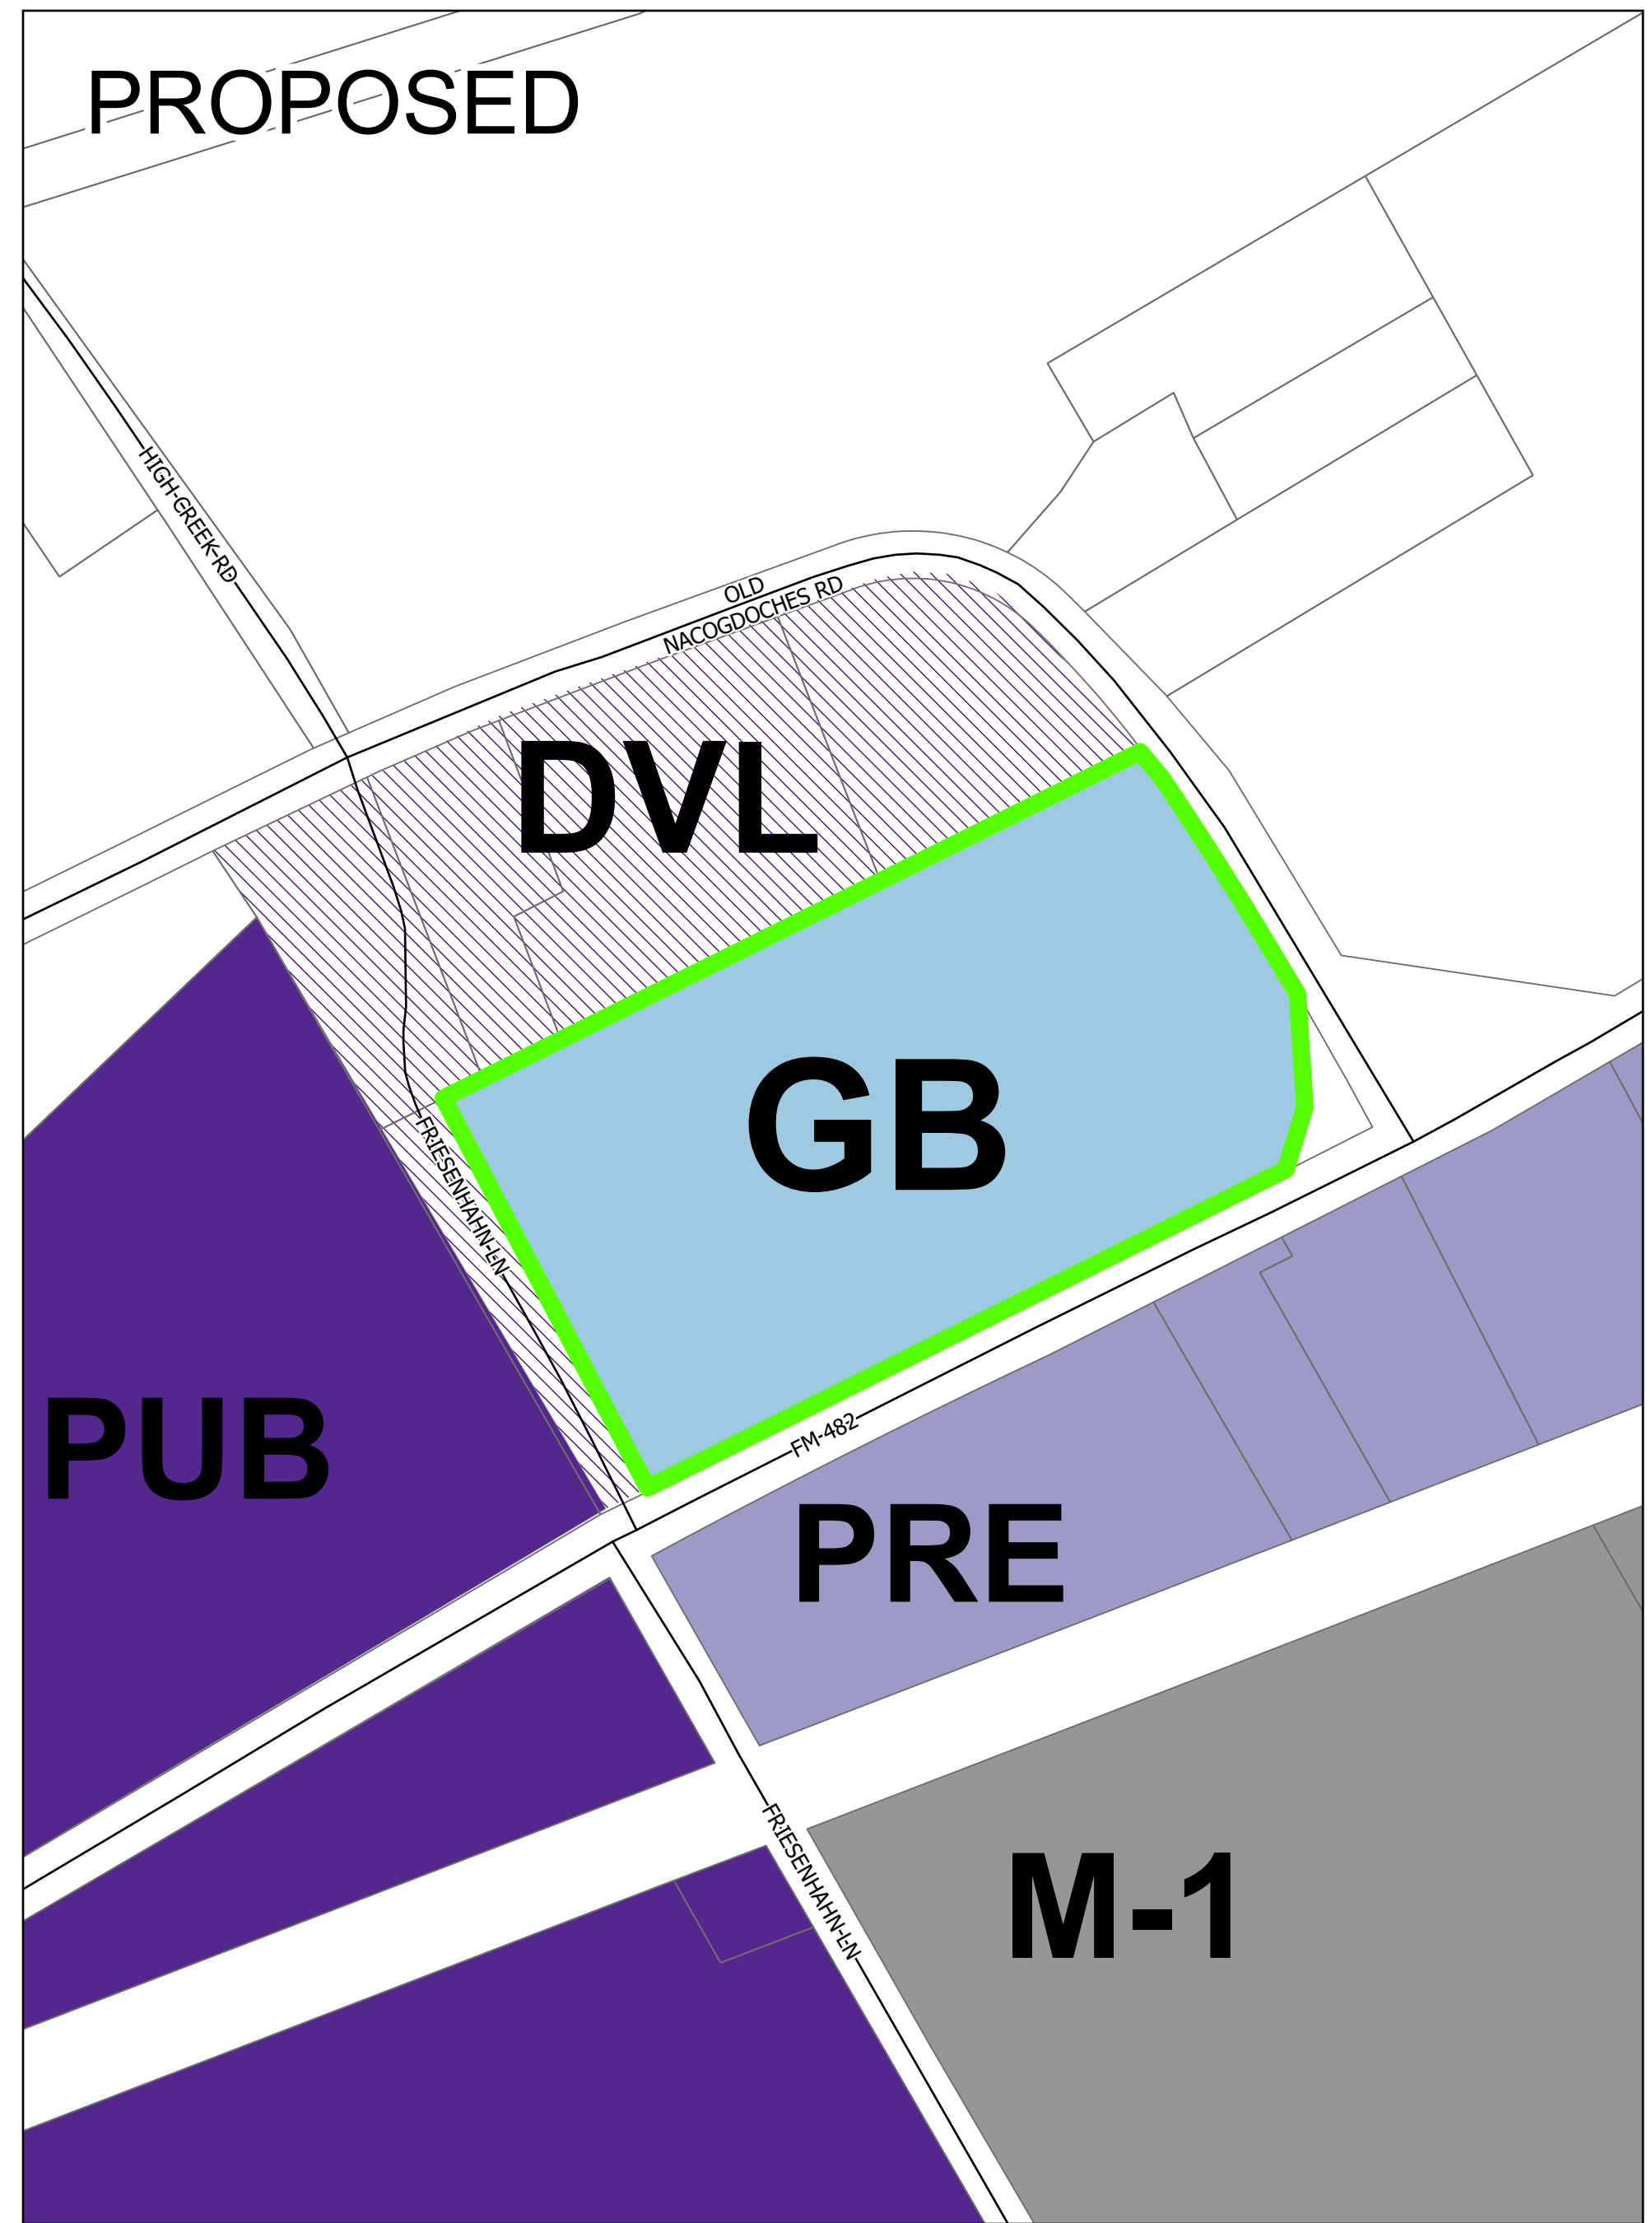 PROPOSED
HIGH-CREEK-RD
OLD
NACOGDOCHES RD
DVL
GB
FRIESENHAHN-LN
PUB
FM-482
PRE
FRIESENHAHN-LN
M-1